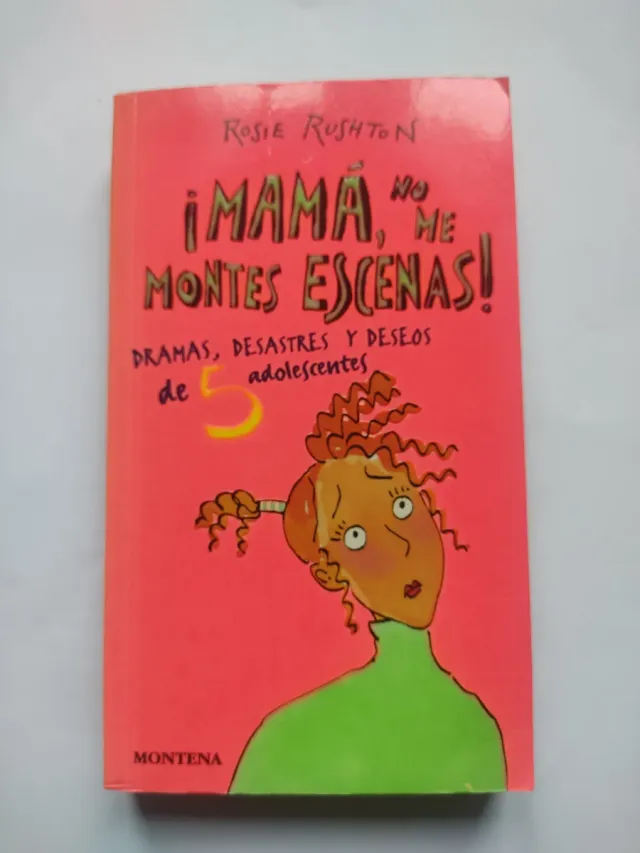 ROSIE RUSHTON
¡MAMÁ, NO ME
MONTES ESCENAS!
DRAMAS, DESASTRES Y DESEOS
de 5 adolescentes
MONTENA